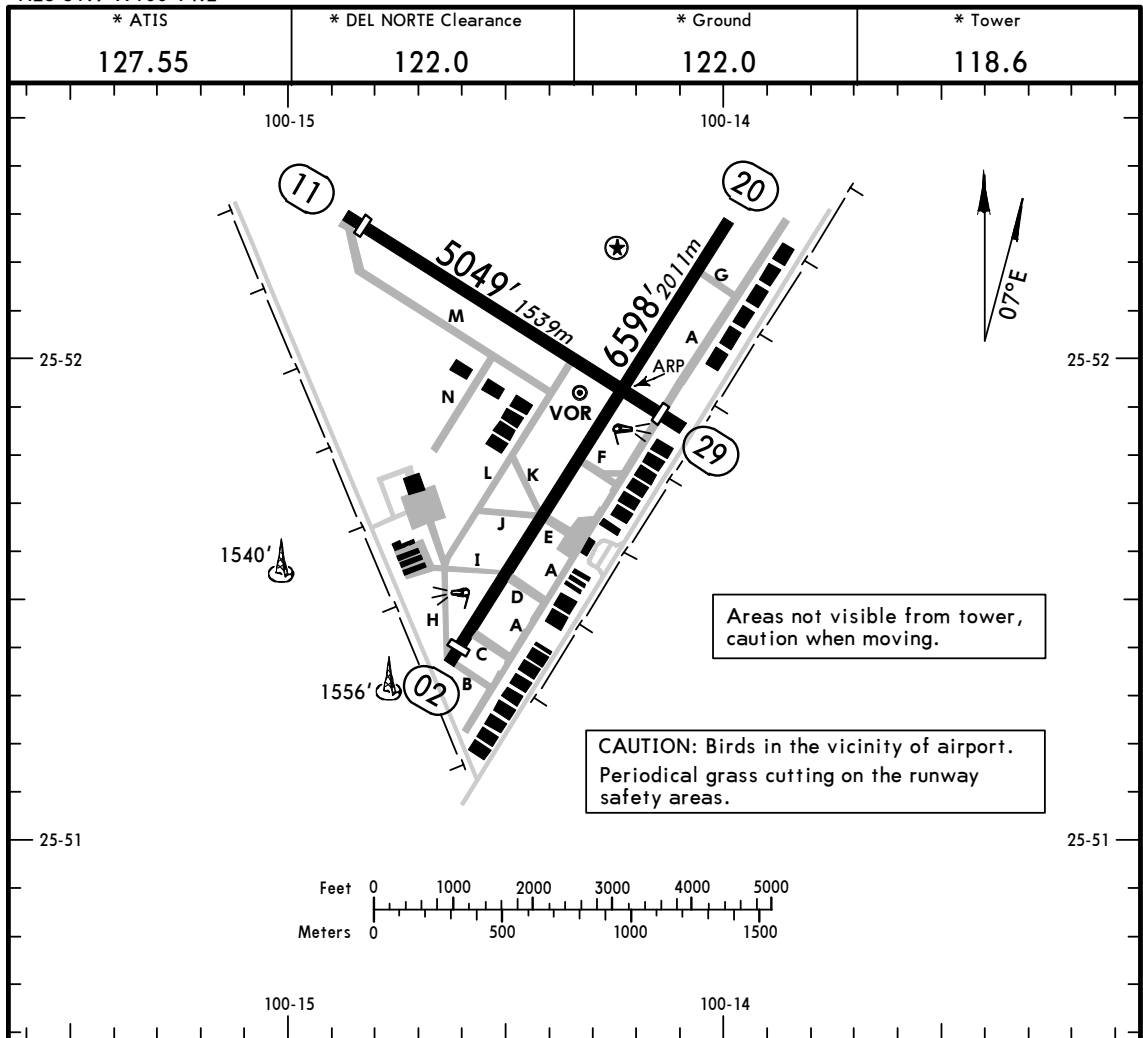 * ATIS
127.55
* DEL NORTE Clearance
122.0
* Ground
122.0
* Tower
118.6
100-15
100-14
11
20
5049' 1539m
6598' 2011m
G
07°E
M
A
25-52
25-52
ARP
N
VOR
29
F
L
K
J
E
I
A
1540'
D
H
A
C
B
1556'
02
Areas not visible from tower,
caution when moving.
CAUTION: Birds in the vicinity of airport.
Periodical grass cutting on the runway
safety areas.
25-51
25-51
Feet 0 1000 2000 3000 4000 5000
Meters 0 500 1000 1500
100-15
100-14